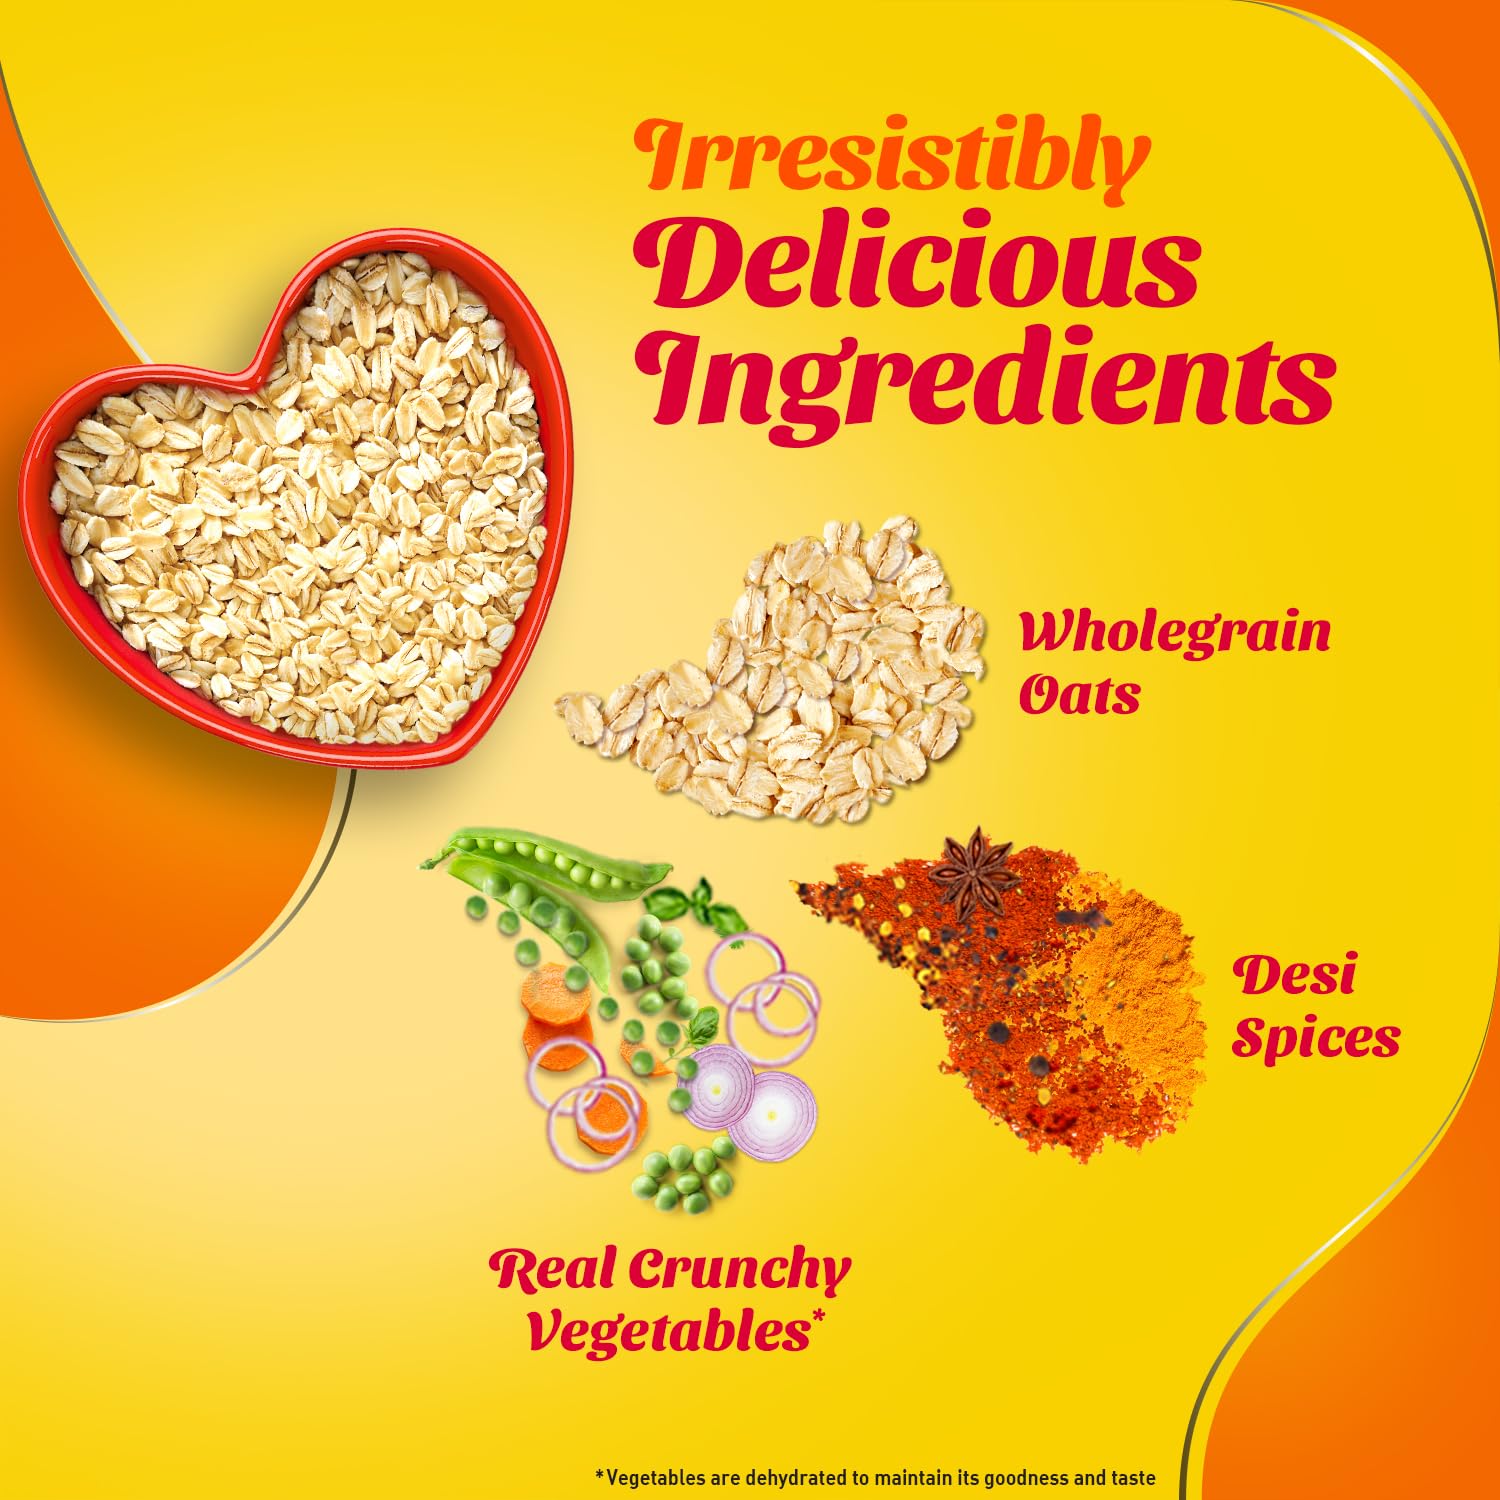 Irresistibly
Delicious
Ingredients
Wholegrain
Oats
Desi
Spices
Real Crunchy
Vegetables*
*Vegetables are dehydrated to maintain its goodness and taste